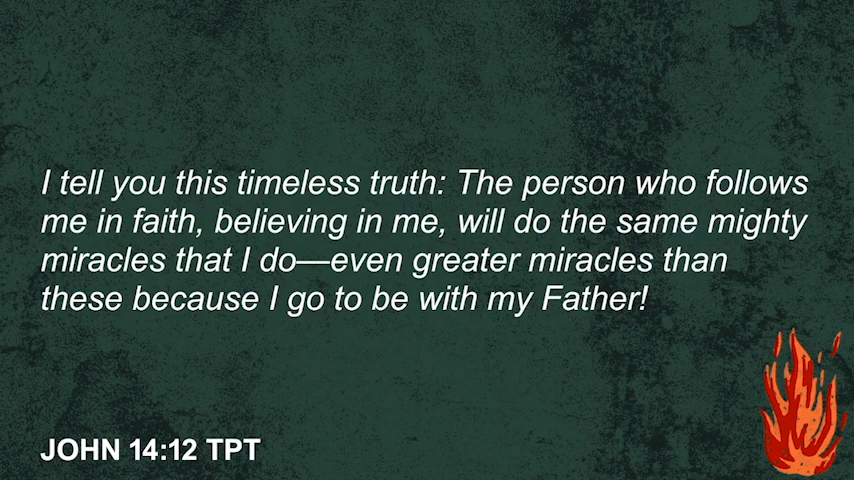 I tell you this timeless truth: The person who follows
me in faith, believing in me, will do the same mighty
miracles that I do—even greater miracles than
these because I go to be with my Father!
JOHN 14:12 TPT